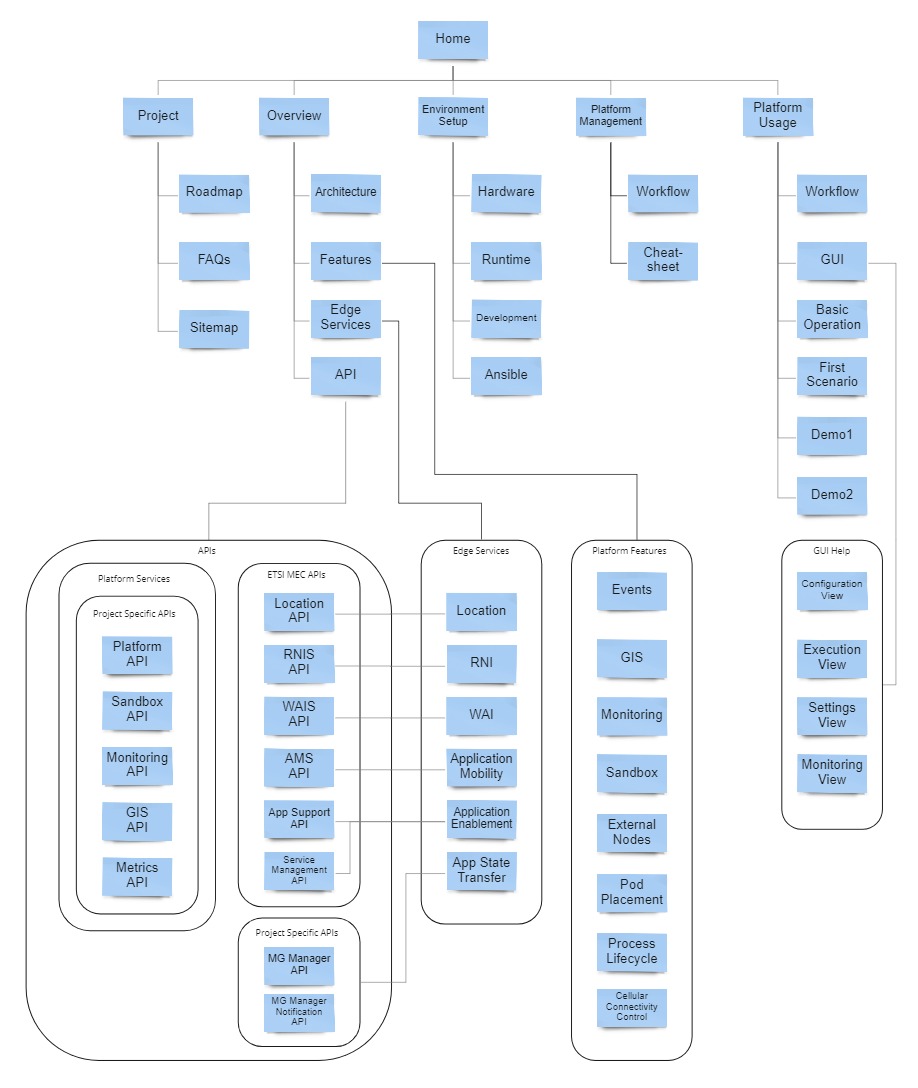 Home
Project
Overview
Environment
Setup
Platform
Management
Platform
Usage
Roadmap
FAQs
Sitemap
Architecture
Features
Edge
Services
API
Hardware
Runtime
Development
Ansible
Workflow
Cheat-
sheet
Workflow
GUI
Basic
Operation
First
Scenario
Demo1
Demo2
APIs
Platform Services
Project Specific APIs
Platform
API
Sandbox
API
Monitoring
API
GIS
API
Metrics
API
ETSI MEC APIs
Location
API
RNIS
API
WAIS
API
AMS
API
App Support
API
Service
Management
API
Project Specific APIs
MG Manager
API
MG Manager
Notification
API
Edge Services
Location
RNI
WAI
Application
Mobility
Application
Enablement
App State
Transfer
Platform Features
Events
GIS
Monitoring
Sandbox
External
Nodes
Pod
Placement
Process
Lifecycle
Cellular
Connectivity
Control
GUI Help
Configuration
View
Execution
View
Settings
View
Monitoring
View